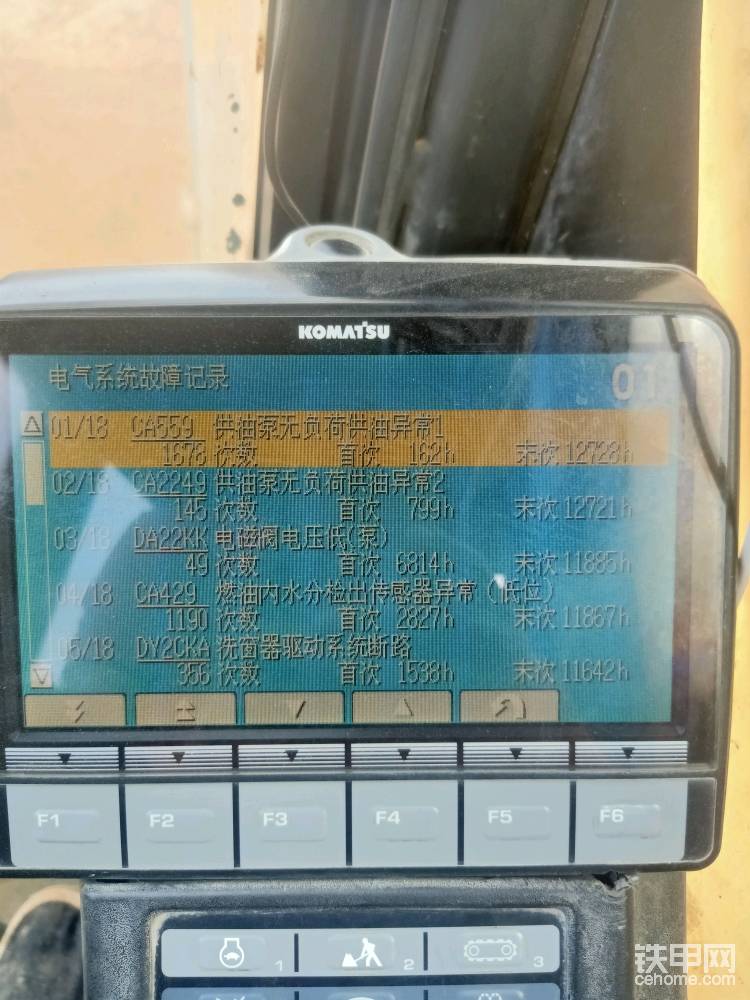 KOMATSU
电气系统故障记录 01
01/18 CA559 供油泵无负荷供油异常1
1678 次数 首次 162h 末次 12728h
02/18 CA2249 供油泵无负荷供油异常2
145 次数 首次 799h 末次 12721h
03/18 DA22KK 电磁阀电压低(泵)
49 次数 首次 6814h 末次 11885h
04/18 CA429 燃油内水分检出传感器异常(低位)
1190 次数 首次 2827h 末次 11867h
05/18 DY2CKA 洗窗器驱动系统断路
356 次数 首次 1538h 末次 11642h
F1 F2 F3 F4 F5 F6
1 2 3
铁甲网
cehome.com